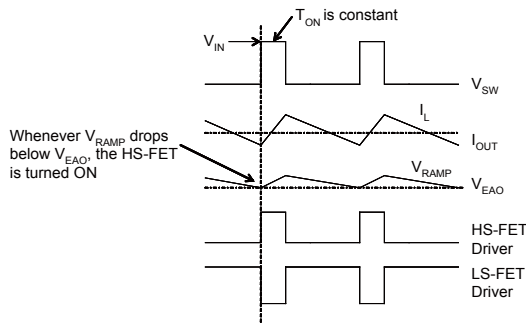 T_ON is constant
V_IN
V_SW
I_L
I_OUT
Whenever V_RAMP drops
below V_EAO, the HS-FET
is turned ON
V_RAMP
V_EAO
HS-FET
Driver
LS-FET
Driver